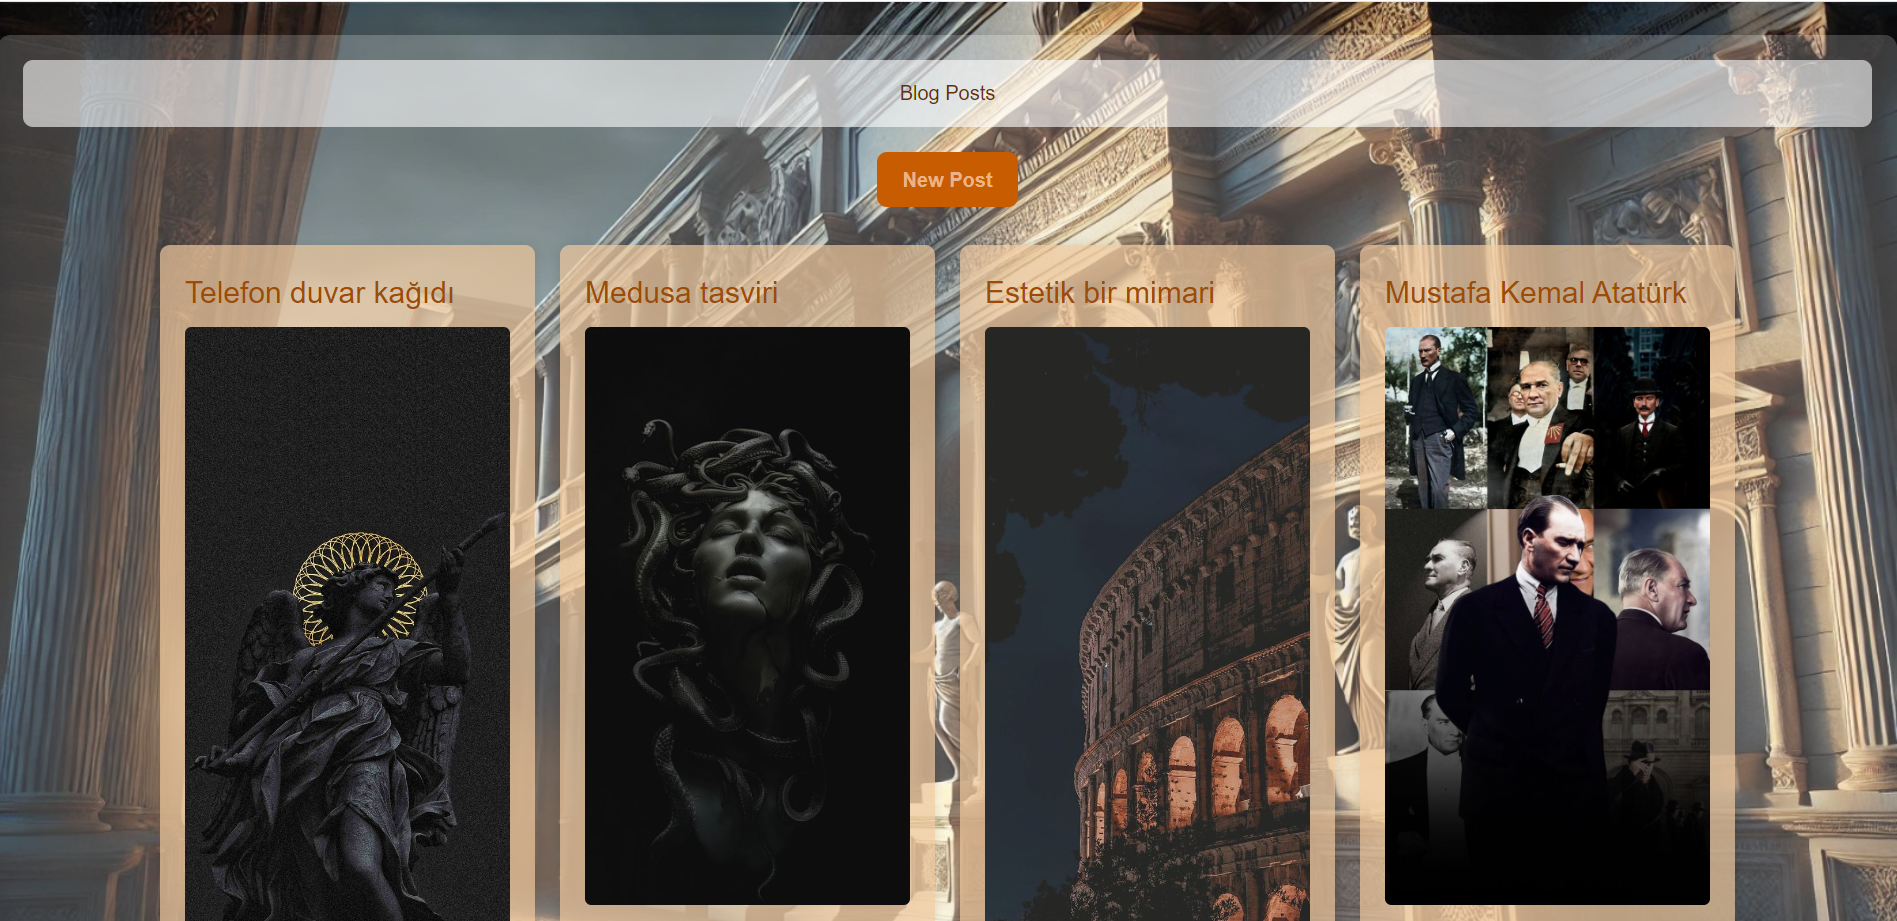 Blog Posts
New Post
Telefon duvar kağıdı
Medusa tasviri
Estetik bir mimari
Mustafa Kemal Atatürk